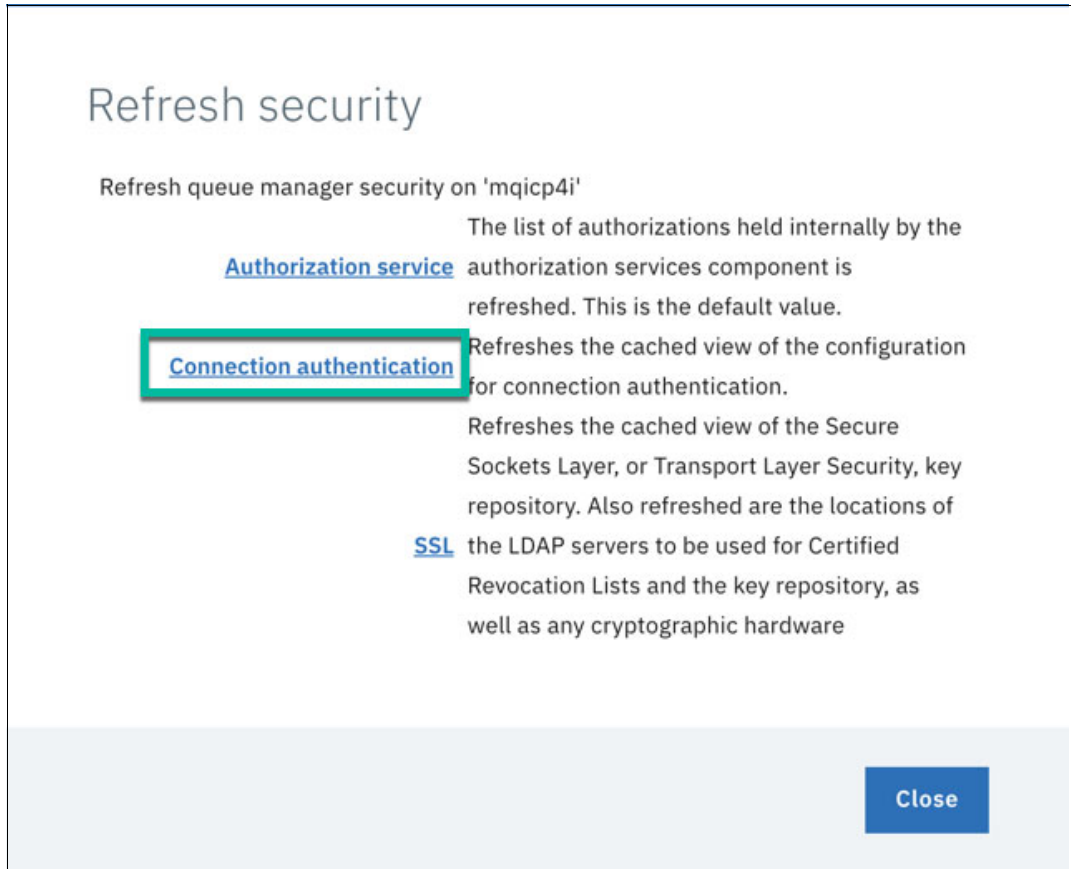 Refresh security
Refresh queue manager security on 'mqicp4i'
The list of authorizations held internally by the
Authorization service authorization services component is
refreshed. This is the default value.
Refreshes the cached view of the configuration
Connection authentication
for connection authentication.
Refreshes the cached view of the Secure
Sockets Layer, or Transport Layer Security, key
repository. Also refreshed are the locations of
SSL the LDAP servers to be used for Certified
Revocation Lists and the key repository, as
well as any cryptographic hardware
Close